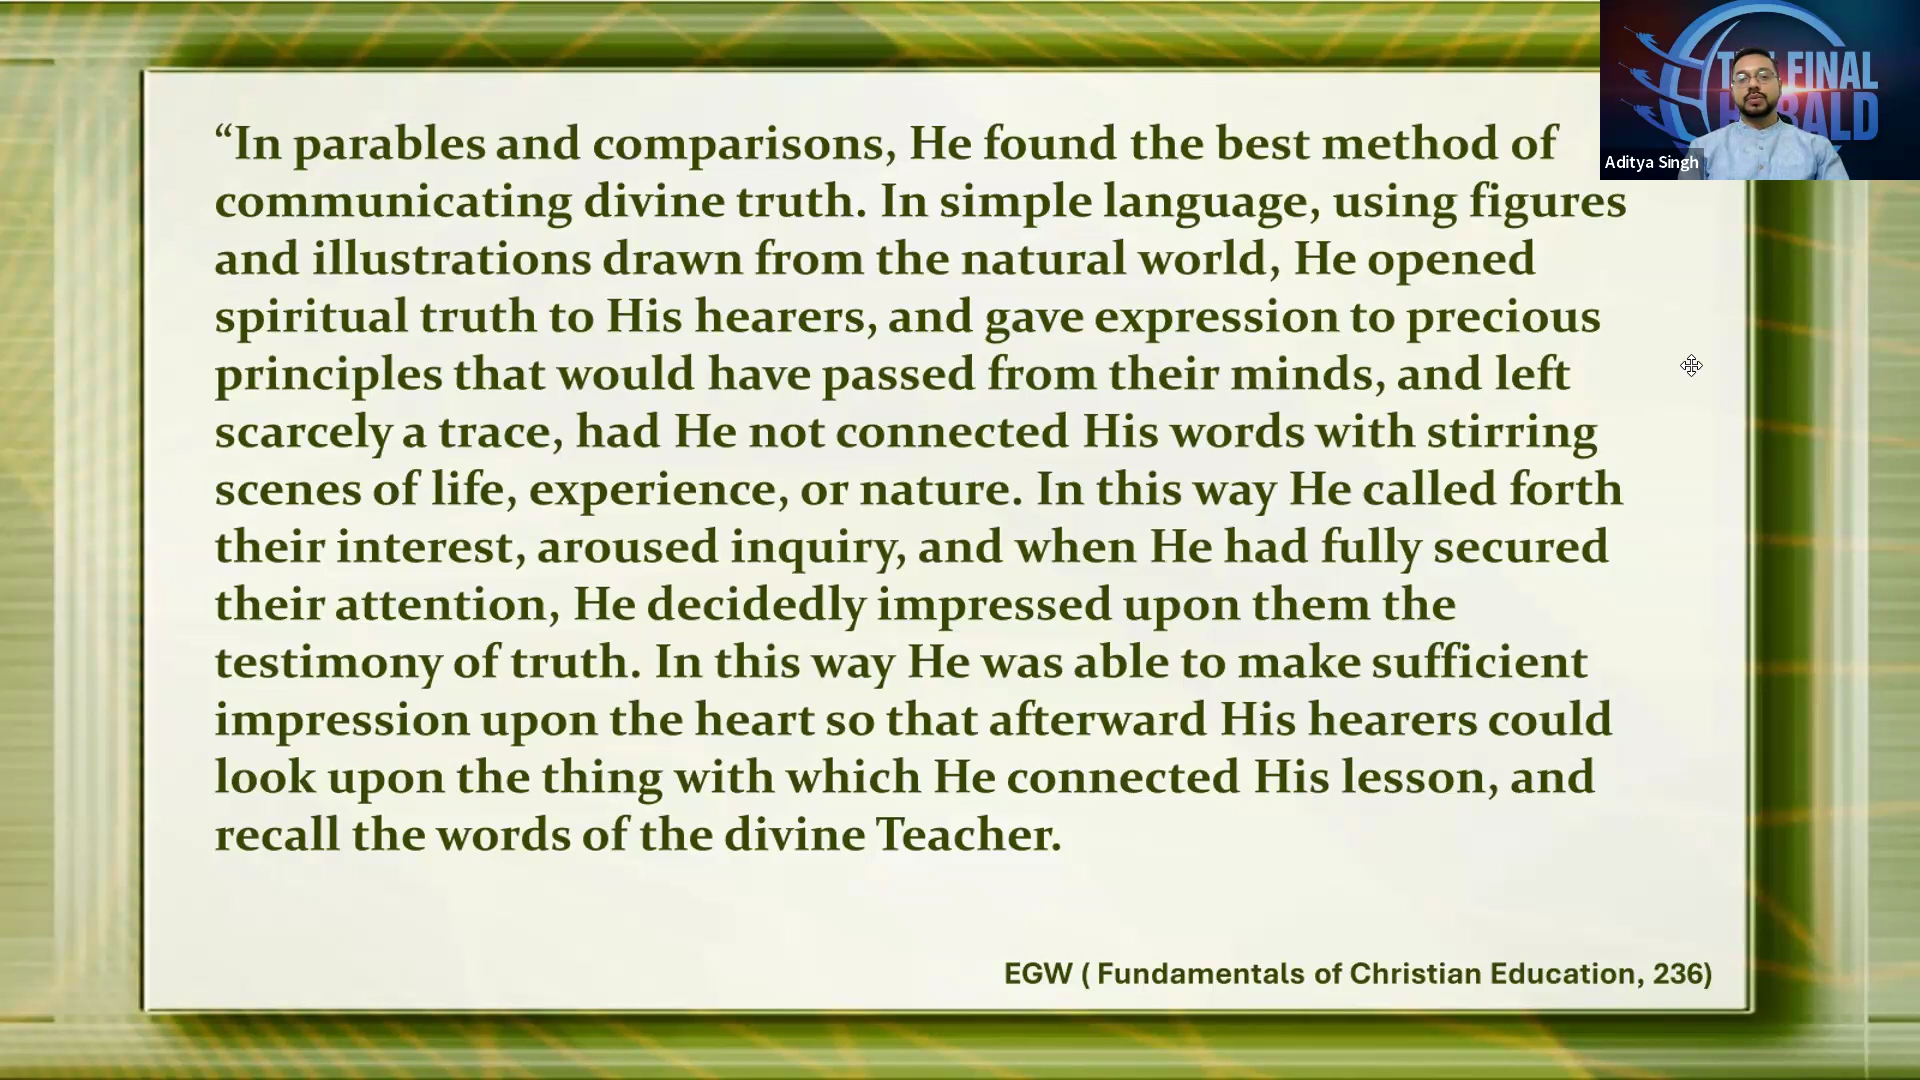 “In parables and comparisons, He found the best method of
communicating divine truth. In simple language, using figures
and illustrations drawn from the natural world, He opened
spiritual truth to His hearers, and gave expression to precious
principles that would have passed from their minds, and left
scarcely a trace, had He not connected His words with stirring
scenes of life, experience, or nature. In this way He called forth
their interest, aroused inquiry, and when He had fully secured
their attention, He decidedly impressed upon them the
testimony of truth. In this way He was able to make sufficient
impression upon the heart so that afterward His hearers could
look upon the thing with which He connected His lesson, and
recall the words of the divine Teacher.
EGW ( Fundamentals of Christian Education, 236)
FINAL
Aditya Singh